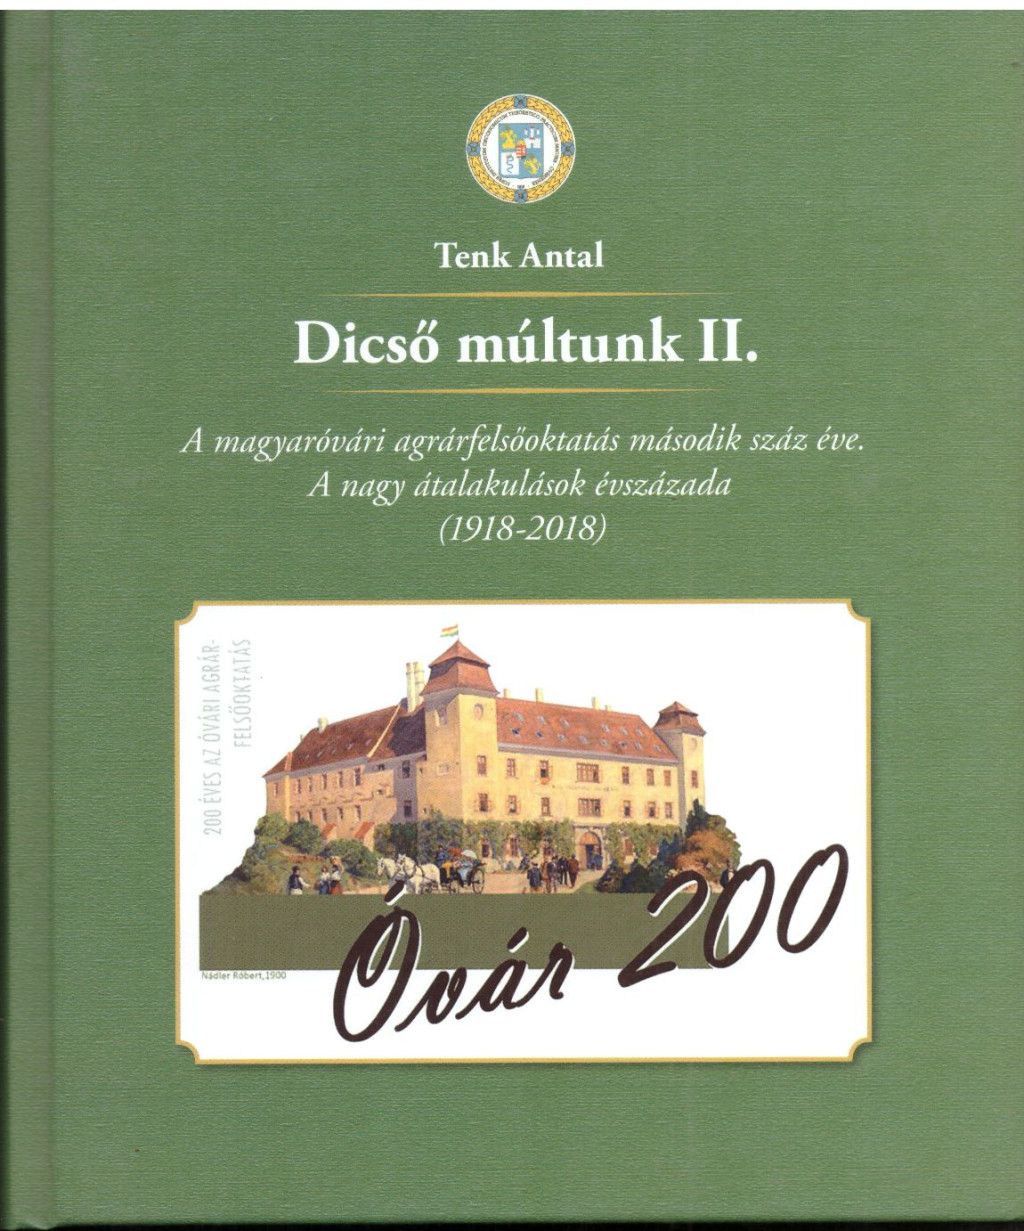 Tenk Antal
Dicső múltunk II.
A magyaróvári agrárfelsőoktatás második száz éve.
A nagy átalakulások évszázada
(1918-2018)
200 ÉVES AZ ÓVÁRI AGRÁR-
FELSŐOKTATÁS
Nádler Róbert, 1900
Óvár 200